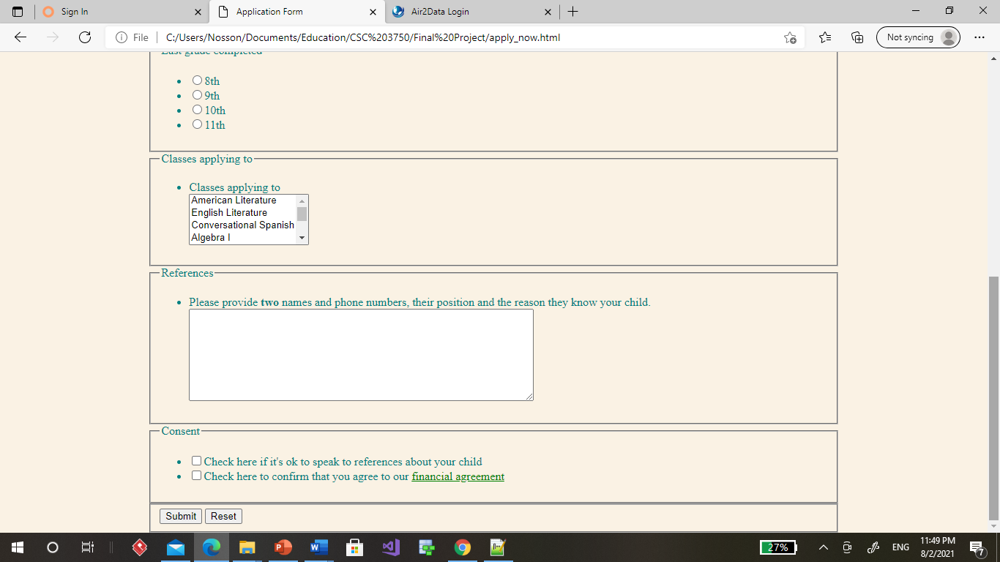 Sign In
Application Form
Air2Data Login
File
C:/Users/Nosson/Documents/Education/CSC%203750/Final%20Project/apply_now.html
Not syncing
Last grade completed
8th
9th
10th
11th
Classes applying to
Classes applying to
American Literature
English Literature
Conversational Spanish
Algebra I
References
Please provide two names and phone numbers, their position and the reason they know your child.
Consent
Check here if it's ok to speak to references about your child
Check here to confirm that you agree to our financial agreement
Submit Reset
27%
ENG
11:49 PM
8/2/2021
7